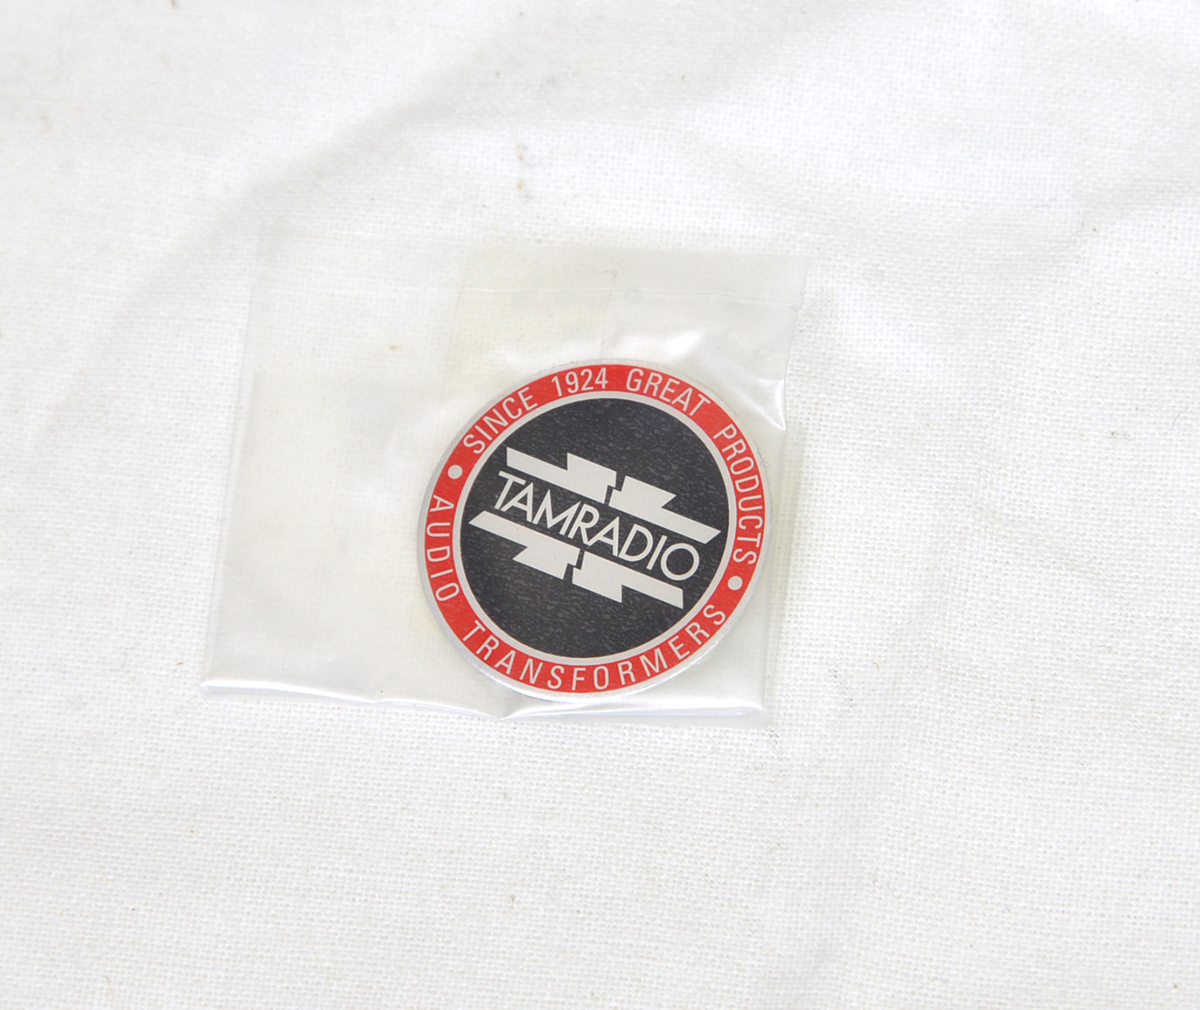 SINCE 1924 GREAT PRODUCTS
TAMRADIO
AUDIO TRANSFORMERS